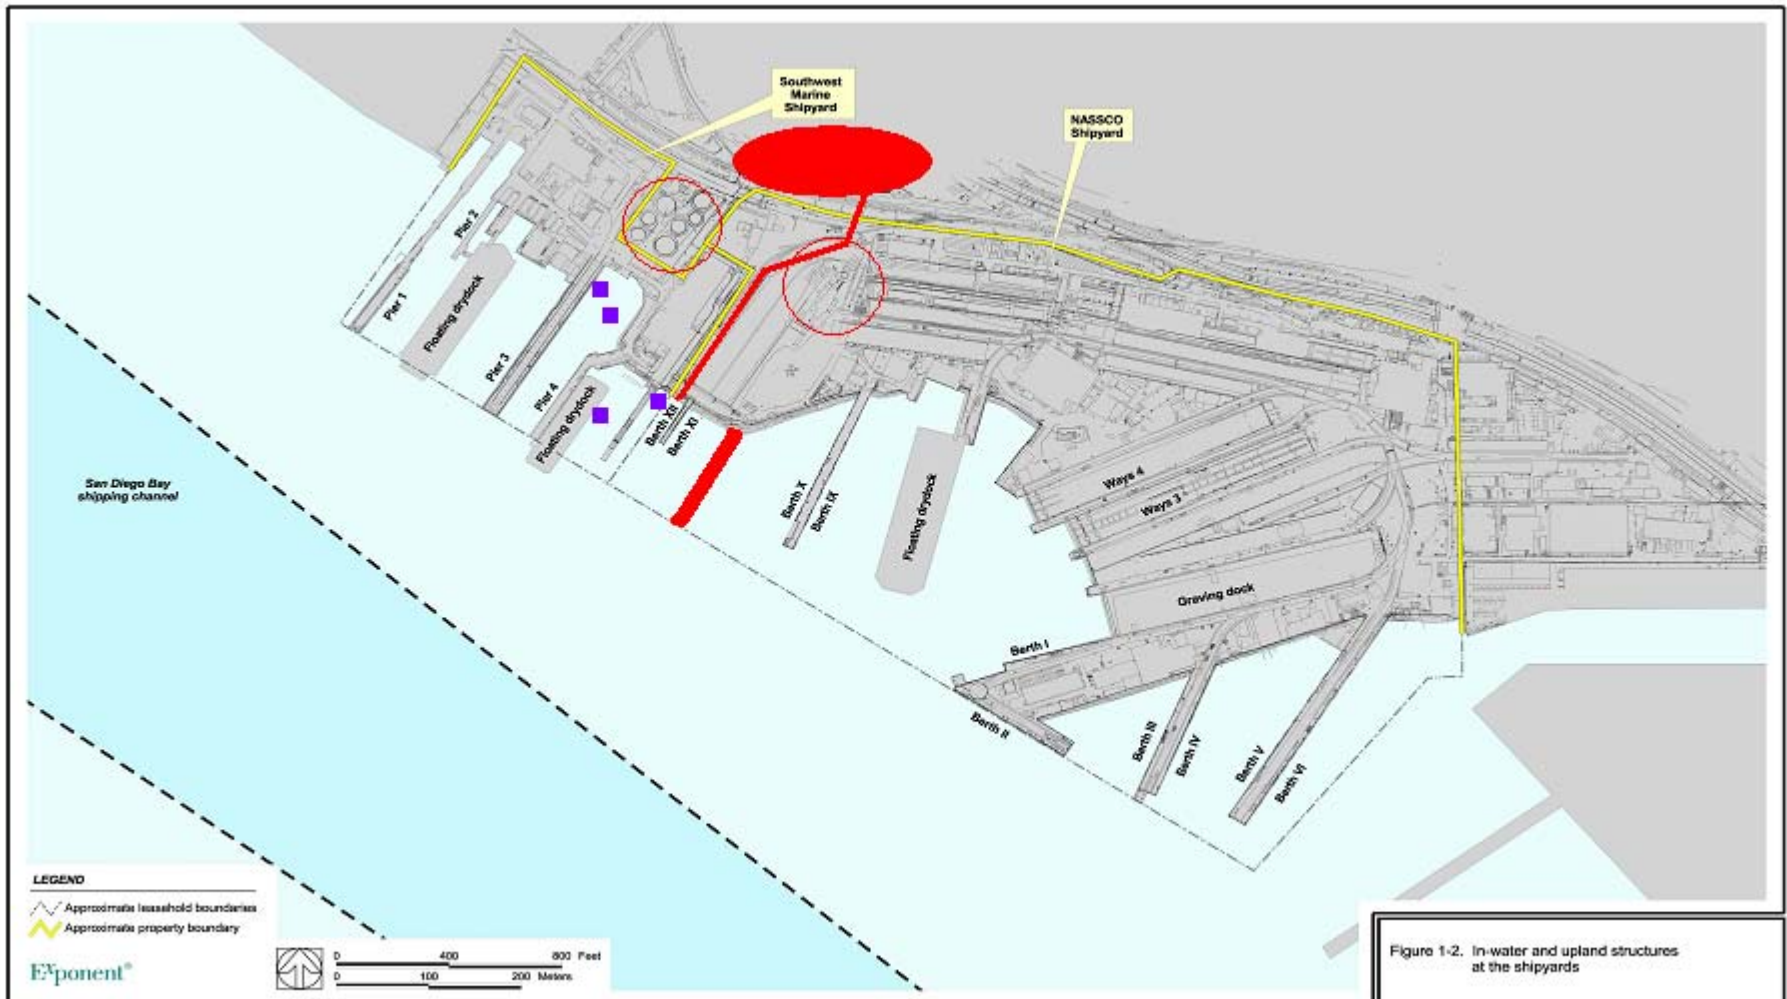 Southwest
Marine
Shipyard
NASSCO
Shipyard
Pier 1
Pier 2
Floating drydock
Pier 3
Pier 4
Floating drydock
Berth XII
Berth XI
Berth X
Berth IX
Floating drydock
Ways 4
Ways 3
Graving dock
Berth I
Berth II
Berth III
Berth IV
Berth V
Berth VI
San Diego Bay
shipping channel
LEGEND
Approximate leasehold boundaries
Approximate property boundary
Exponent®
0 400 800 Feet
0 100 200 Meters
Figure 1-2. In-water and upland structures
at the shipyards